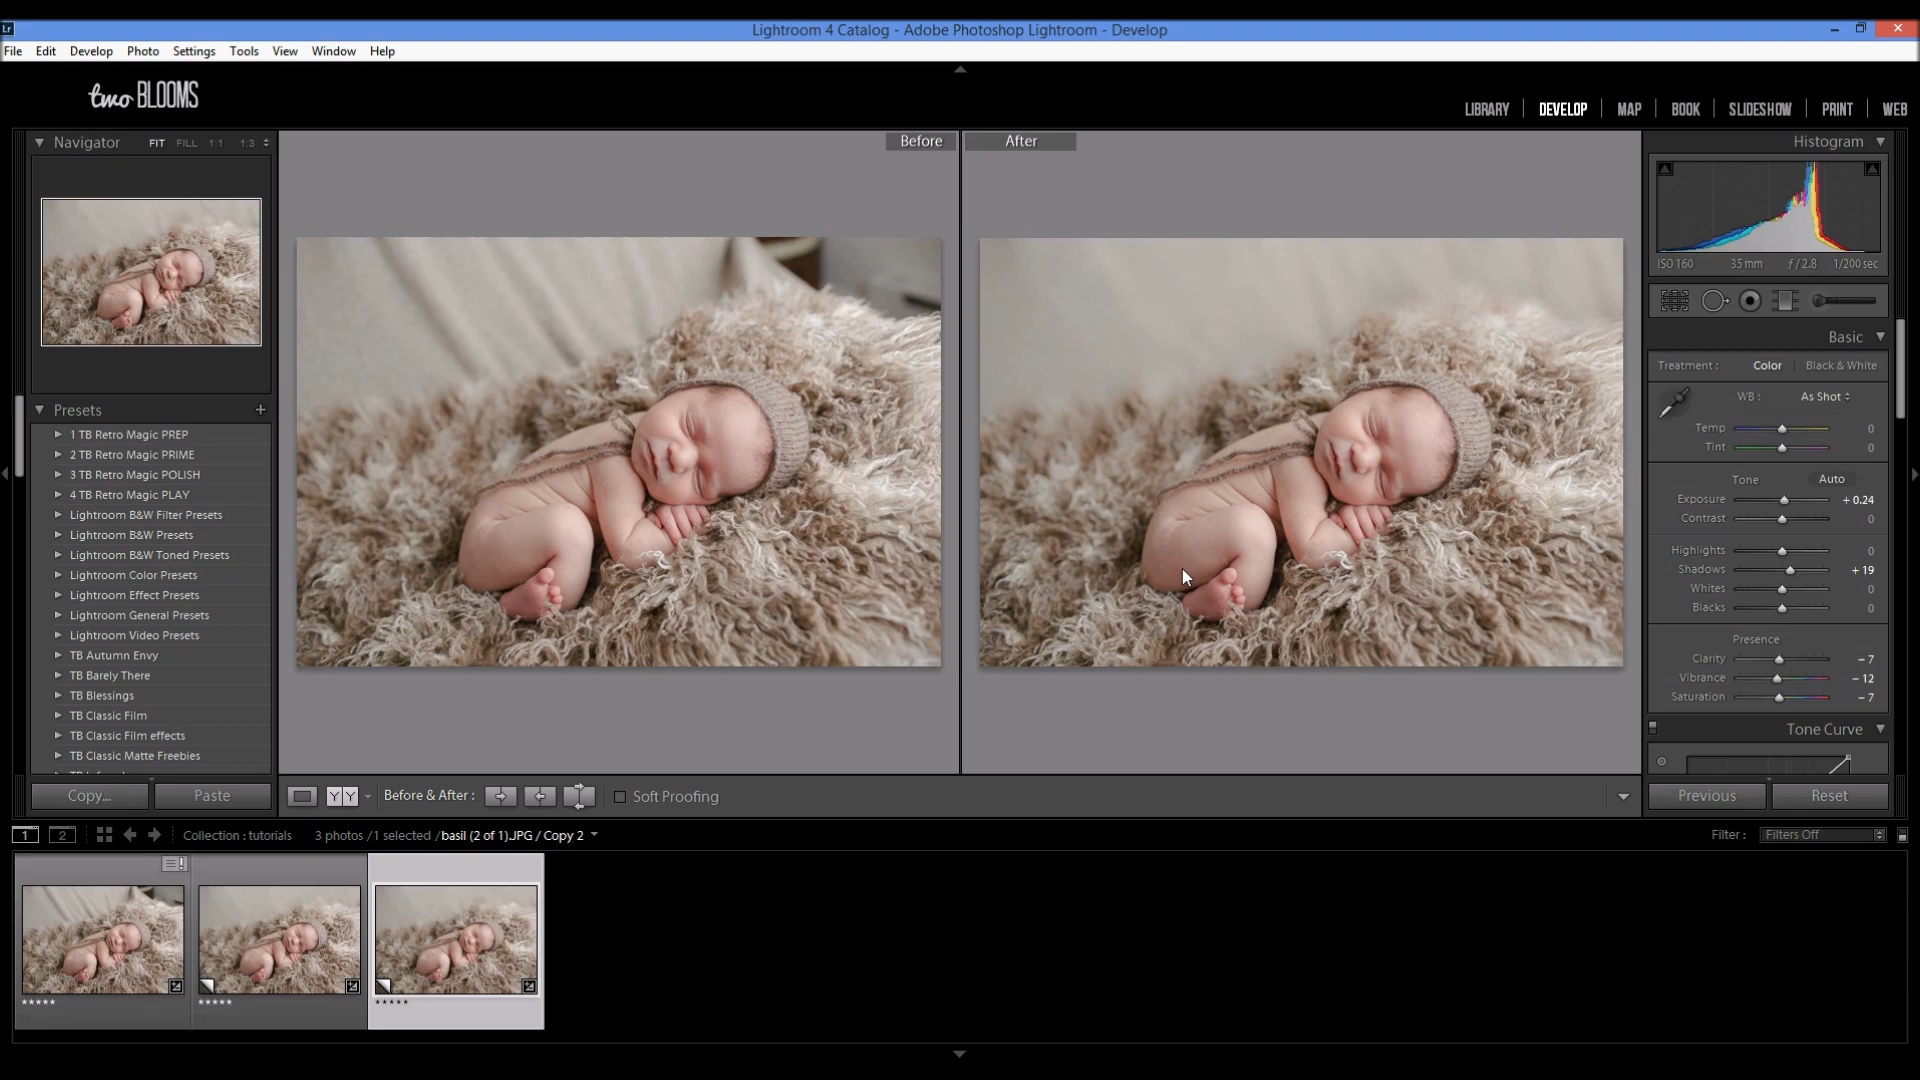 Lr
Lightroom 4 Catalog - Adobe Photoshop Lightroom - Develop
File Edit Develop Photo Settings Tools View Window Help
two BLOOMS
LIBRARY DEVELOP MAP BOOK SLIDESHOW PRINT WEB
Navigator FIT FILL 1:1 1:3
Before
After
Histogram
ISO 160 35 mm ƒ / 2.8 1/200 sec
Basic
Treatment : Color Black & White
WB : As Shot
Temp 0
Tint 0
Tone Auto
Exposure + 0.24
Contrast 0
Highlights 0
Shadows + 19
Whites 0
Blacks 0
Presence
Clarity – 7
Vibrance – 12
Saturation – 7
Tone Curve
Presets +
1 TB Retro Magic PREP
2 TB Retro Magic PRIME
3 TB Retro Magic POLISH
4 TB Retro Magic PLAY
Lightroom B&W Filter Presets
Lightroom B&W Presets
Lightroom B&W Toned Presets
Lightroom Color Presets
Lightroom Effect Presets
Lightroom General Presets
Lightroom Video Presets
TB Autumn Envy
TB Barely There
TB Blessings
TB Classic Film
TB Classic Film effects
TB Classic Matte Freebies
Copy... Paste
YY Before & After : Soft Proofing
Previous Reset
1 2 Collection : tutorials 3 photos / 1 selected / basil (2 of 1).JPG / Copy 2
Filter : Filters Off